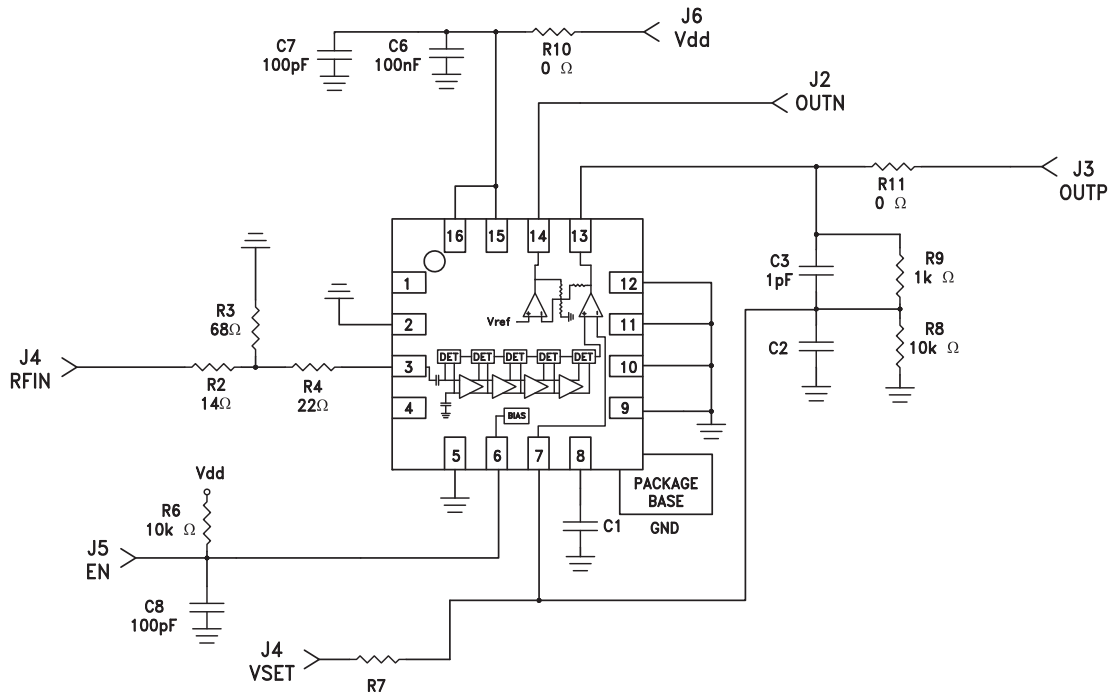 J6
Vdd
C7
100pF
C6
100nF
R10
0 Ω
J2
OUTN
J3
OUTP
R11
0 Ω
16
15
14
13
C3
1pF
R9
1k Ω
1
12
R3
68Ω
2
Vref
11
C2
R8
10k Ω
J4
RFIN
R2
14Ω
R4
22Ω
3
DET
DET
DET
DET
DET
10
4
BIAS
9
5
6
7
8
PACKAGE
BASE
GND
Vdd
R6
10k Ω
C1
J5
EN
C8
100pF
J4
VSET
R7